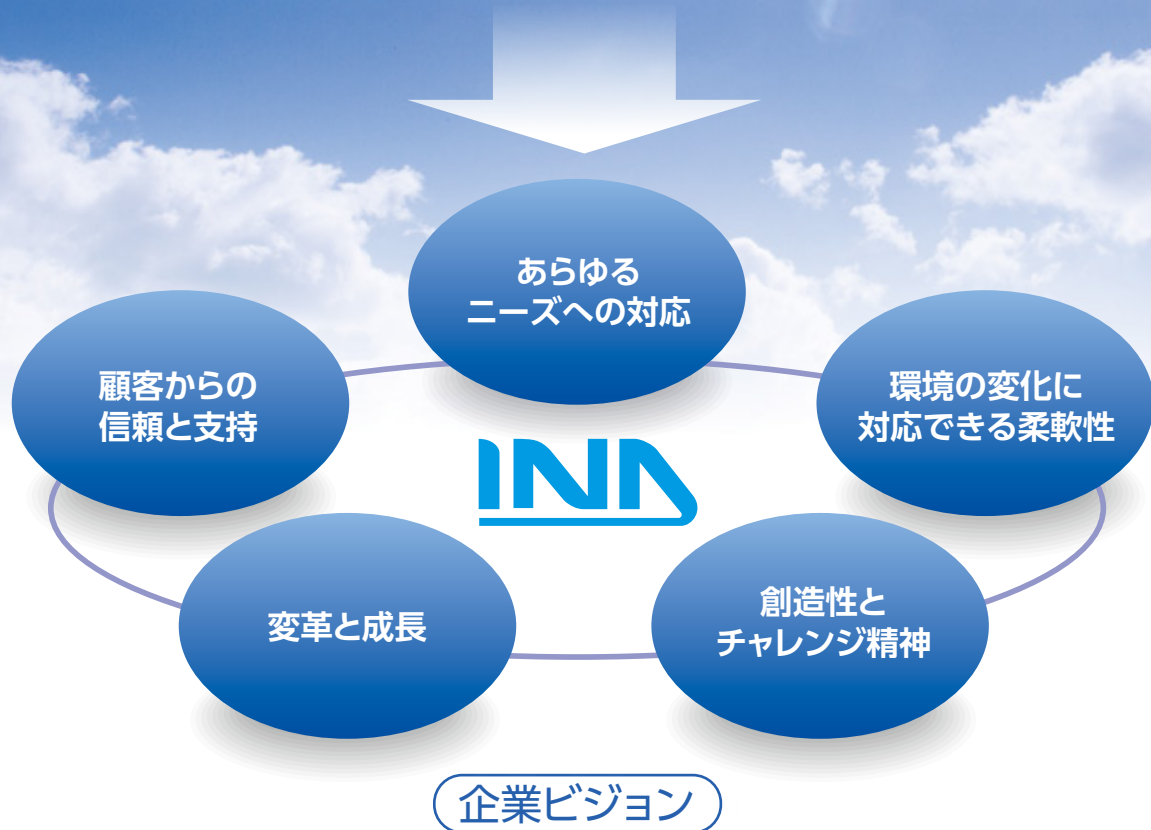 あらゆる
ニーズへの対応
顧客からの
信頼と支持
環境の変化に
対応できる柔軟性
INA
変革と成長
創造性と
チャレンジ精神
企業ビジョン